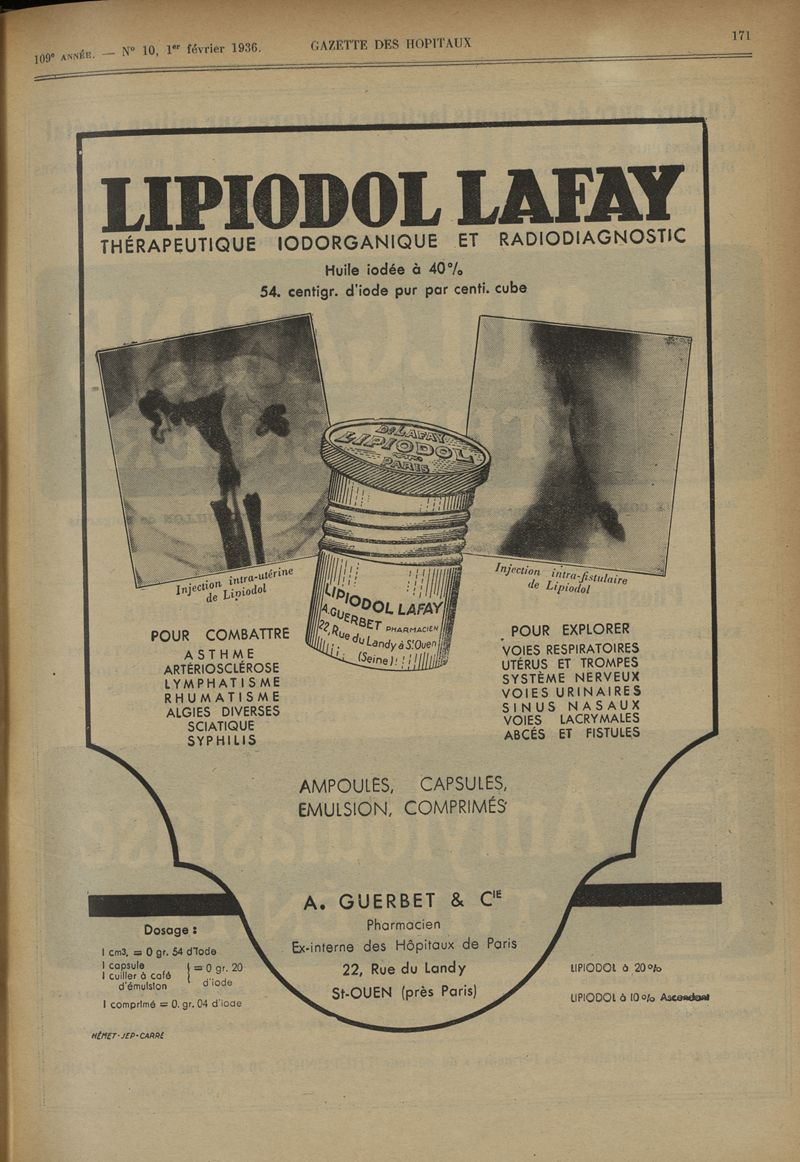 109e ANNÉE. — N° 10, 1er février 1936.
GAZETTE DES HOPITAUX
171
LIPIODOL LAFAY
THÉRAPEUTIQUE IODORGANIQUE ET RADIODIAGNOSTIC
Huile iodée à 40%
54. centigr. d'iode pur par centi. cube
Dr LAFAY
LIPIODOL
PARIS
LIPIODOL LAFAY
A. GUERBET PHARMACIEN
22, Rue du Landy à St Ouen
(Seine)
Injection intra-utérine
de Lipiodol
Injection intra-fistulaire
de Lipiodol
POUR COMBATTRE
ASTHME
ARTÉRIOSCLÉROSE
LYMPHATISME
RHUMATISME
ALGIES DIVERSES
SCIATIQUE
SYPHILIS
POUR EXPLORER
VOIES RESPIRATOIRES
UTÉRUS ET TROMPES
SYSTÈME NERVEUX
VOIES URINAIRES
SINUS NASAUX
VOIES LACRYMALES
ABCÉS ET FISTULES
AMPOULES, CAPSULES,
EMULSION, COMPRIMÉS
A. GUERBET & CIE
Pharmacien
Ex-interne des Hôpitaux de Paris
22, Rue du Landy
St-OUEN (près Paris)
Dosage :
1 cm3. = 0 gr. 54 d'Iode
1 capsule
1 cuiller à café
d'émulsion
= 0 gr. 20
d'iode
1 comprimé = 0. gr. 04 d'iode
LIPIODOL à 20%
LIPIODOL à 10% Ascendant
HÉMET-JEP-CARRÉ